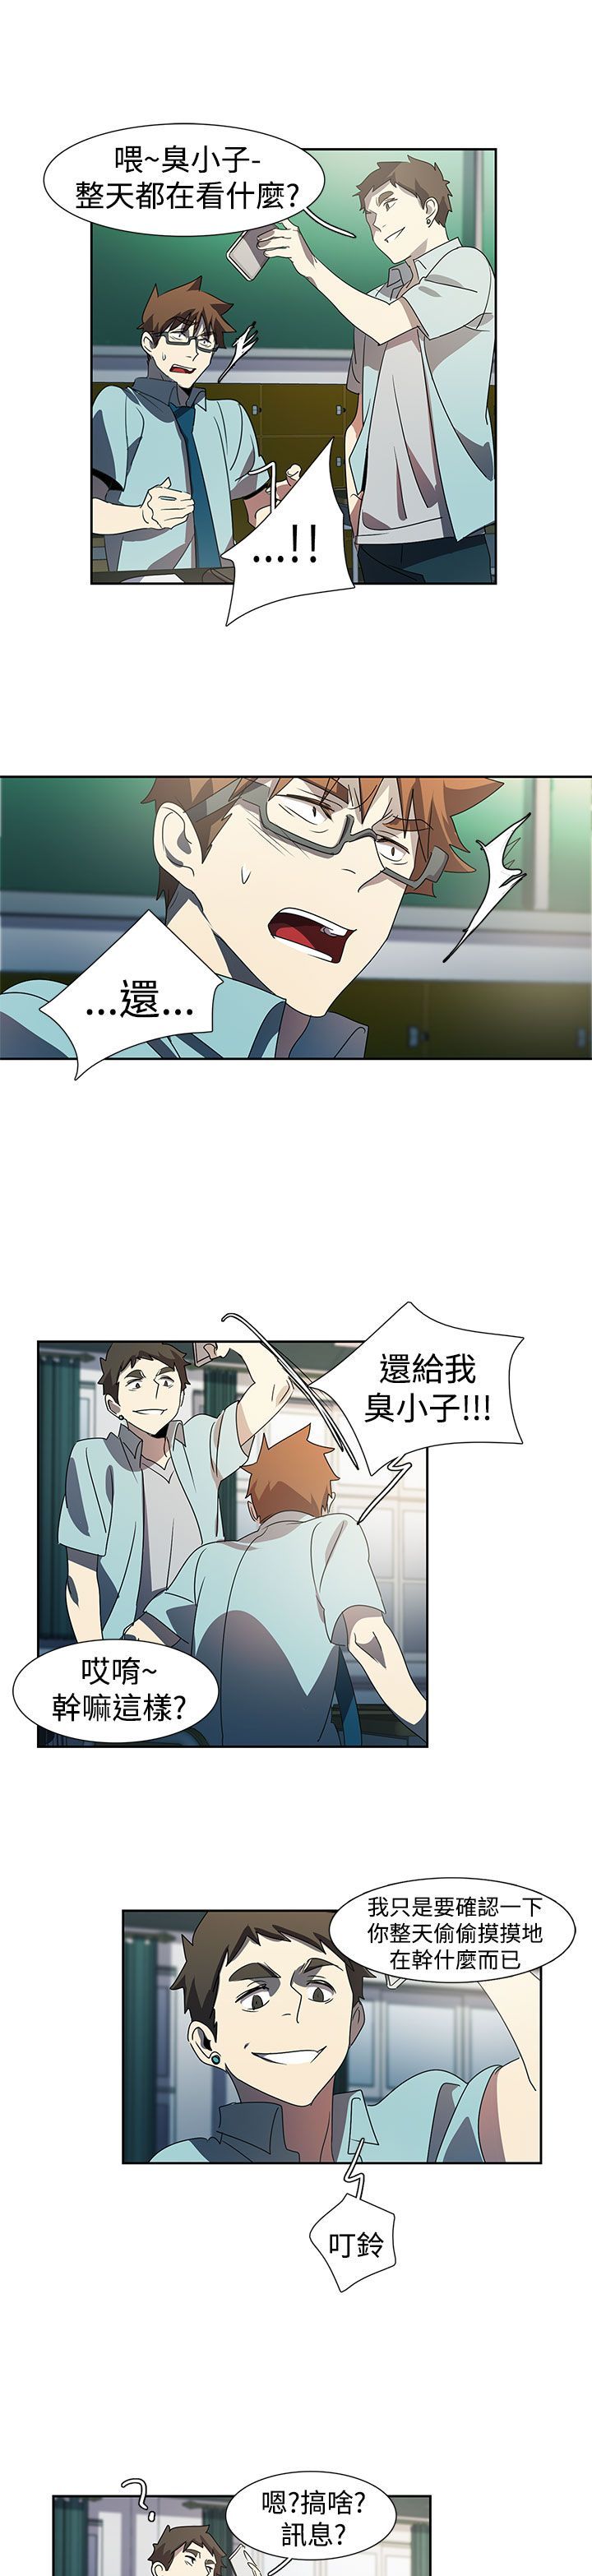 喂~臭小子-
整天都在看什麼?
...!!
...還...
還給我
臭小子!!!
哎唷~
幹嘛這樣?
我只是要確認一下
你整天偷偷摸摸地
在幹什麼而已
叮鈴
?
嗯?搞啥?
訊息?